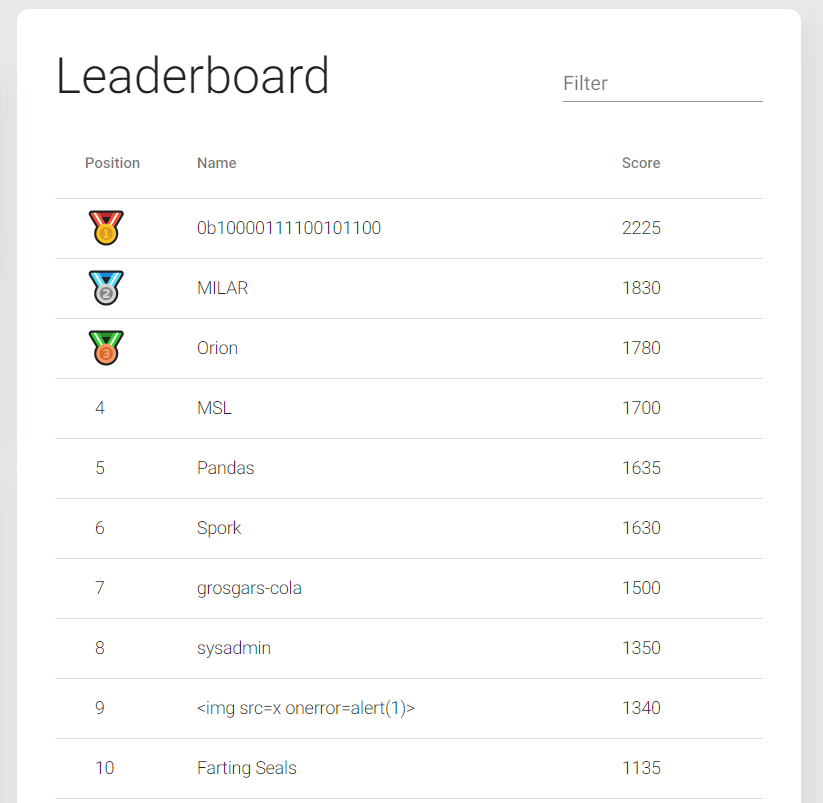 Leaderboard
Filter
Position Name Score
1 0b10000111100101100 2225
2 MILAR 1830
3 Orion 1780
4 MSL 1700
5 Pandas 1635
6 Spork 1630
7 grosgars-cola 1500
8 sysadmin 1350
9 <img src=x onerror=alert(1)> 1340
10 Farting Seals 1135